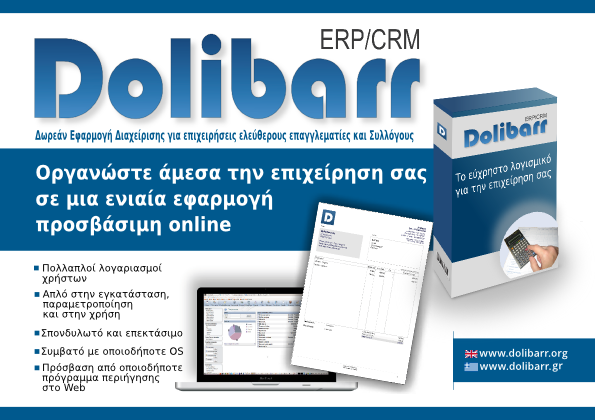 ERP/CRM
Dolibarr
Δωρεάν Εφαρμογή Διαχείρισης για επιχειρήσεις ελεύθερους επαγγελματίες και Συλλόγους
Οργανώστε άμεσα την επιχείρηση σας
σε μια ενιαία εφαρμογή
προσβάσιμη online
D
ERP/CRM
Dolibarr
Το εύχρηστο λογισμικό
για την επιχείρηση σας
D
Πολλαπλοί λογαριασμοί
χρήστων
Απλό στην εγκατάσταση,
παραμετροποίηση
και στην χρήση
Σπονδυλωτό και επεκτάσιμο
Συμβατό με οποιοδήποτε OS
Πρόσβαση από οποιοδήποτε
πρόγραμμα περιήγησης
στο Web
www.dolibarr.org
www.dolibarr.gr